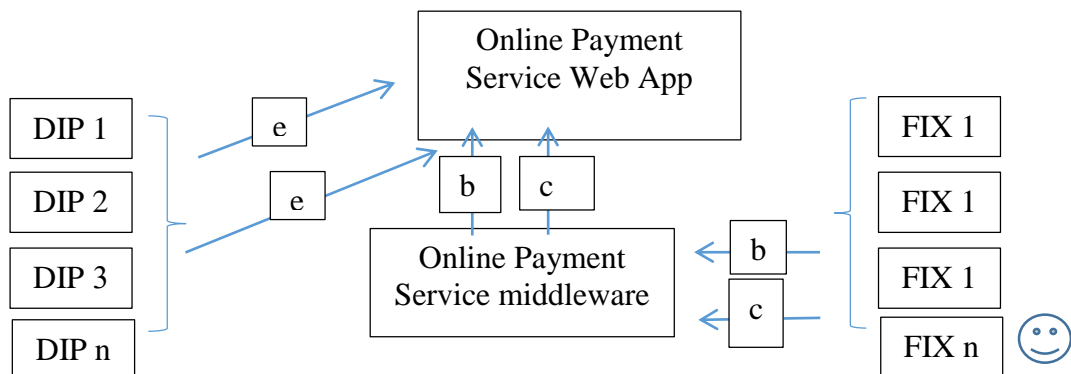 Online Payment
Service Web App
DIP 1
e
FIX 1
b
c
DIP 2
e
FIX 1
b
Online Payment
Service middleware
DIP 3
FIX 1
c
DIP n
FIX n